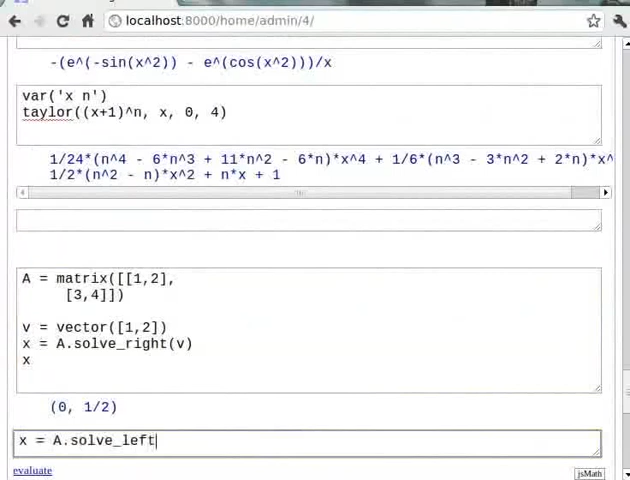 localhost:8000/home/admin/4/
-(e^(-sin(x^2)) - e^(cos(x^2)))/x
var('x n')
taylor((x+1)^n, x, 0, 4)
1/24*(n^4 - 6*n^3 + 11*n^2 - 6*n)*x^4 + 1/6*(n^3 - 3*n^2 + 2*n)*x^
1/2*(n^2 - n)*x^2 + n*x + 1
A = matrix([[1,2],
[3,4]])
v = vector([1,2])
x = A.solve_right(v)
x
(0, 1/2)
x = A.solve_left
evaluate
jsMath